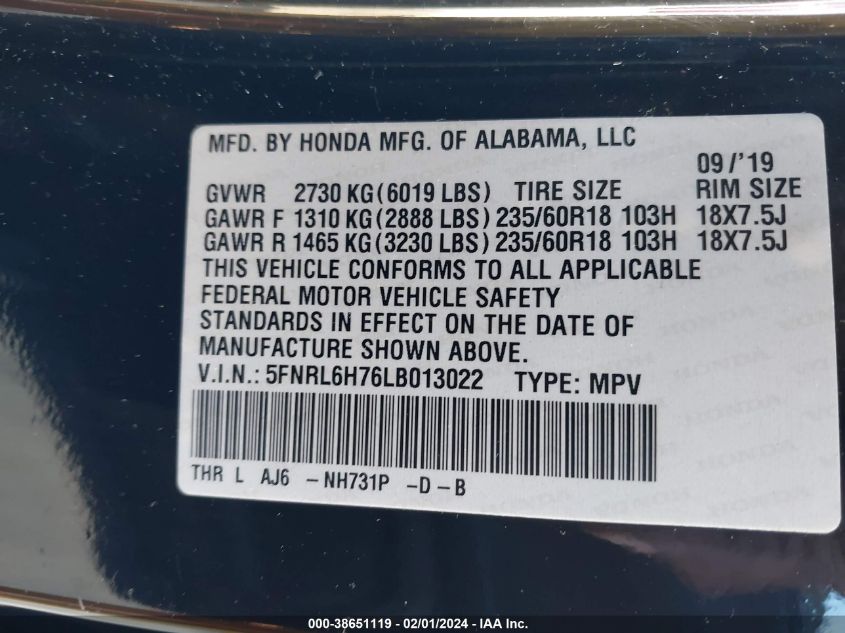 MFD. BY HONDA MFG. OF ALABAMA, LLC
09/'19
GVWR 2730 KG(6019 LBS) TIRE SIZE RIM SIZE
GAWR F 1310 KG(2888 LBS) 235/60R18 103H 18X7.5J
GAWR R 1465 KG(3230 LBS) 235/60R18 103H 18X7.5J
THIS VEHICLE CONFORMS TO ALL APPLICABLE
FEDERAL MOTOR VEHICLE SAFETY
STANDARDS IN EFFECT ON THE DATE OF
MANUFACTURE SHOWN ABOVE.
V.I.N.: 5FNRL6H76LB013022 TYPE: MPV
THR L AJ6 -NH731P -D -B
000-38651119 - 02/01/2024 - IAA Inc.